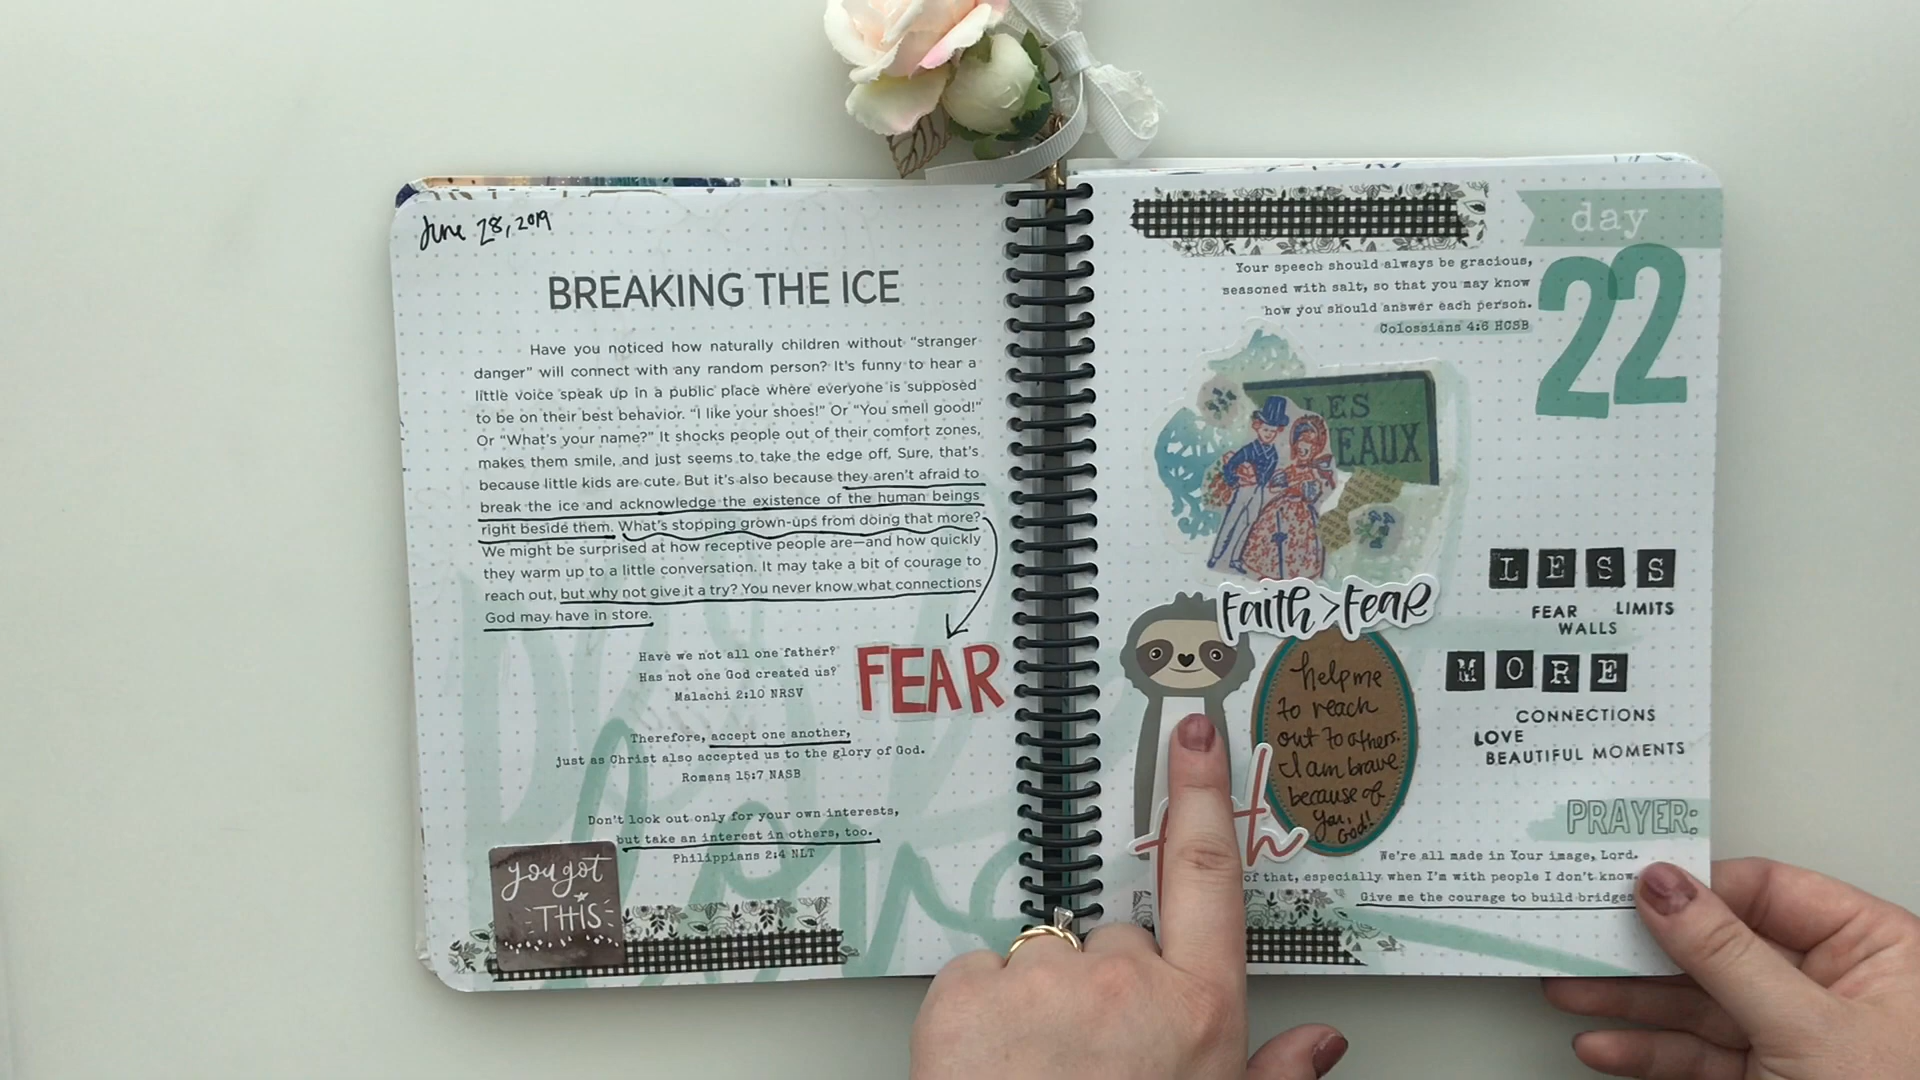 June 28, 2019
BREAKING THE ICE
Have you noticed how naturally children without "stranger
danger" will connect with any random person? It's funny to hear a
little voice speak up in a public place where everyone is supposed
to be on their best behavior. "I like your shoes!" Or "You smell good!"
Or "What's your name?" It shocks people out of their comfort zones,
makes them smile, and just seems to take the edge off. Sure, that's
because little kids are cute. But it's also because they aren't afraid to
break the ice and acknowledge the existence of the human beings
right beside them. What's stopping grown-ups from doing that more?
We might be surprised at how receptive people are—and how quickly
they warm up to a little conversation. It may take a bit of courage to
reach out, but why not give it a try? You never know what connections
God may have in store.
FEAR
Have we not all one father?
Has not one God created us?
Malachi 2:10 NRSV
Therefore, accept one another,
just as Christ also accepted us to the glory of God.
Romans 15:7 NASB
Don't look out only for your own interests,
but take an interest in others, too.
Philippians 2:4 NLT
you got
THIS
day
22
Your speech should always be gracious,
seasoned with salt, so that you may know
how you should answer each person.
Colossians 4:6 HCSB
LES
EAUX
Faith > Fear
help me
to reach
out to others.
I am brave
because of
you,
God!
LESS
FEAR LIMITS
WALLS
MORE
CONNECTIONS
LOVE
BEAUTIFUL MOMENTS
PRAYER:
We're all made in Your image, Lord.
of that, especially when I'm with people I don't know.
Give me the courage to build bridges